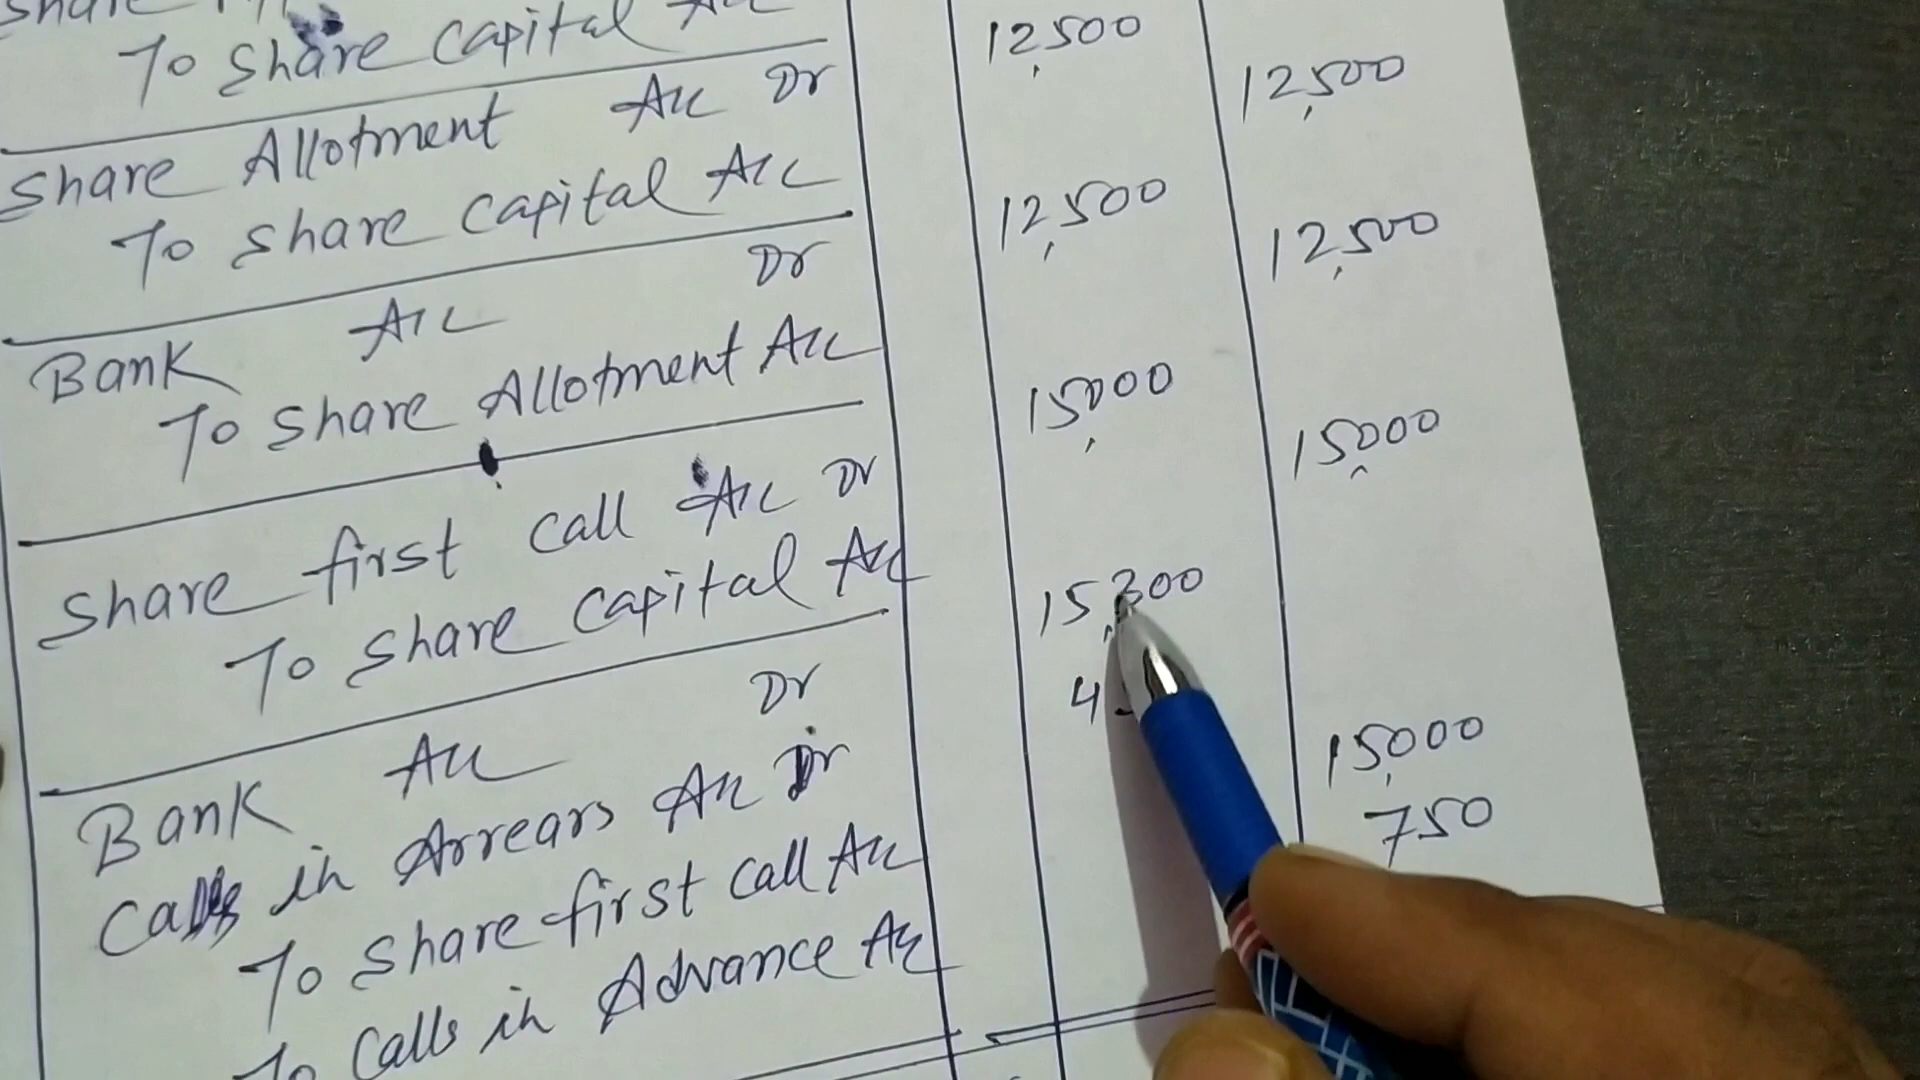 To Share Capital A/c 12,500
12,500
Share Allotment A/c Dr
To Share Capital A/c 12,500
12,500
Bank A/c Dr
To Share Allotment A/c 15,000
15,000
Share first call A/c Dr
To Share Capital A/c 15,300
4
Bank A/c Dr 15,000
Calls in Arrears A/c Dr 750
To Share first call A/c
To Calls in Advance A/c